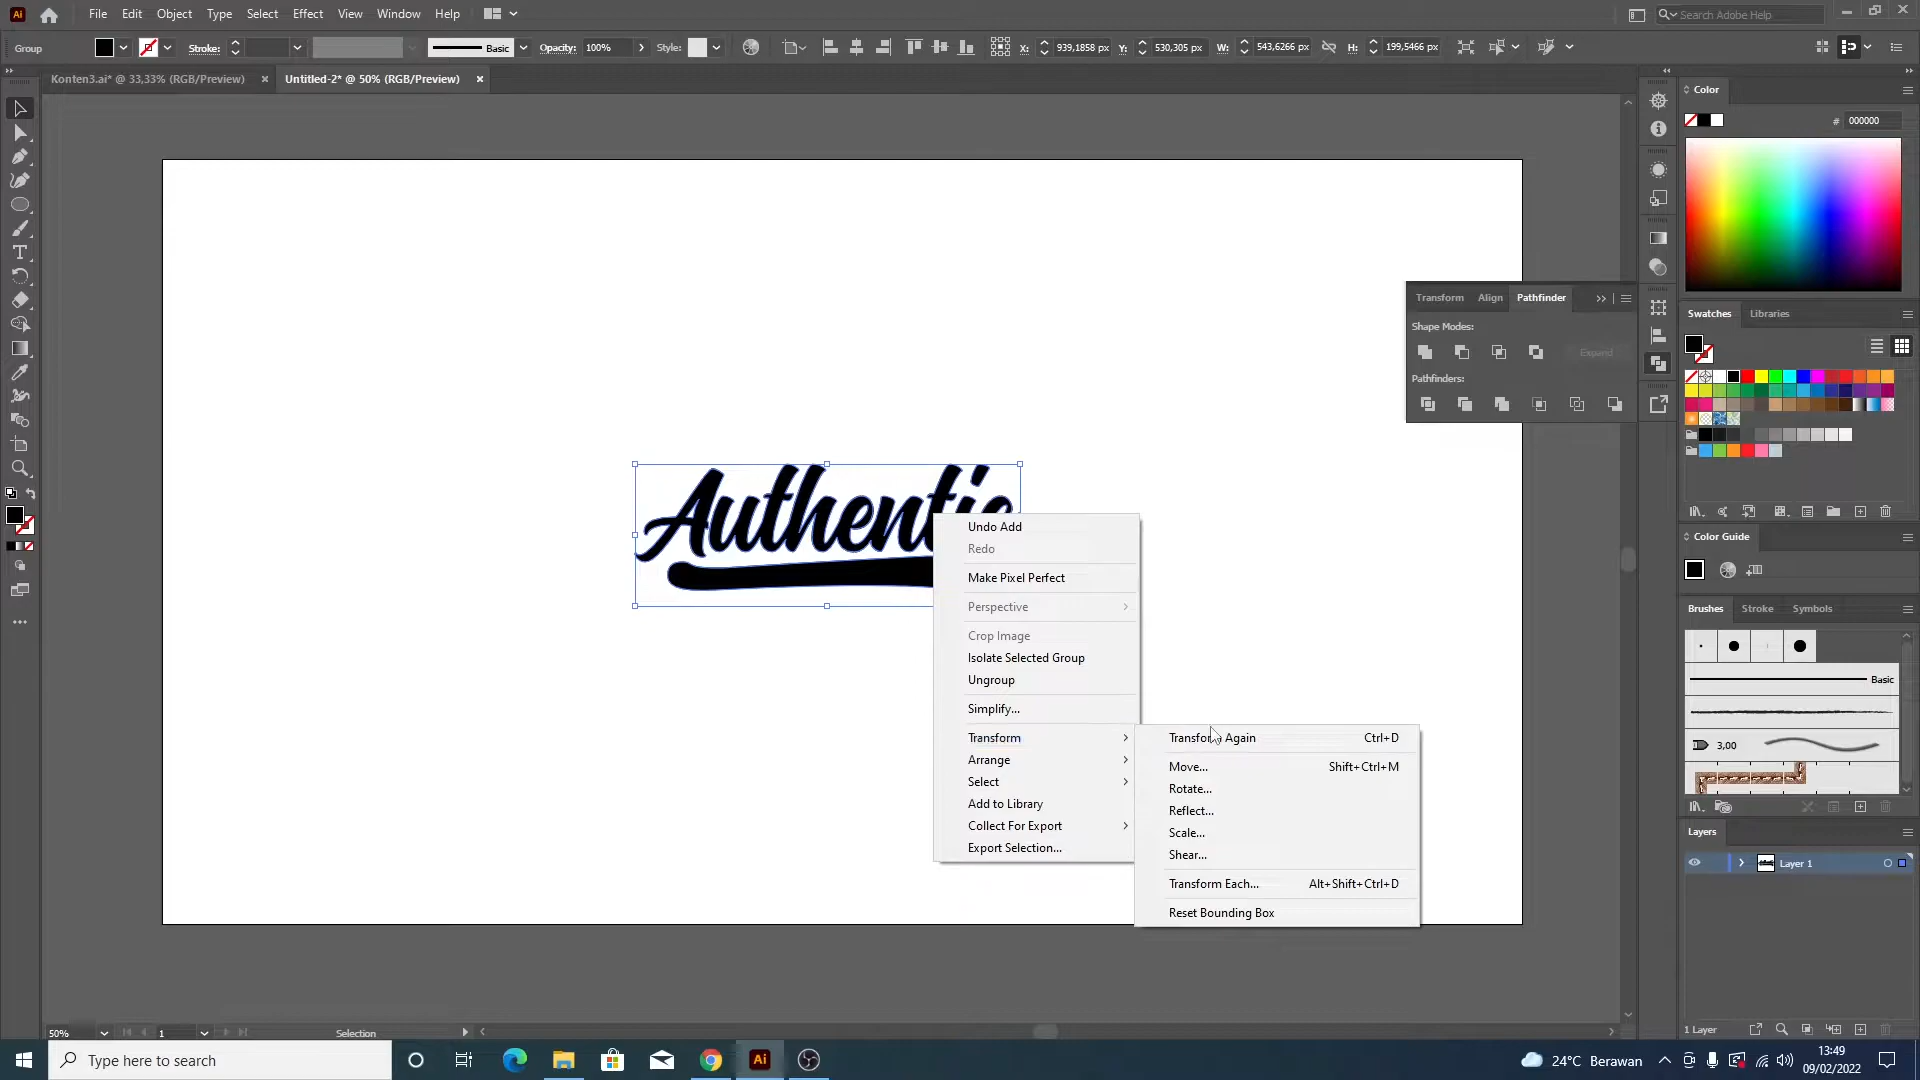 Ai File Edit Object Type Select Effect View Window Help Search Adobe Help
Group Stroke: Basic Opacity: 100% Style: X: 939,1858 px Y: 530,305 px W: 543,6266 px H: 199,5466 px
Konten3.ai* @ 33,33% (RGB/Preview) × Untitled-2* @ 50% (RGB/Preview) ×
Color
# 000000
Transform Align Pathfinder
Shape Modes:
Expand
Pathfinders:
Swatches Libraries
Authentic
Undo Add
Redo
Make Pixel Perfect
Perspective
Crop Image
Isolate Selected Group
Ungroup
Simplify...
Transform
Arrange
Select
Add to Library
Collect For Export
Export Selection...
Transform Again Ctrl+D
Move... Shift+Ctrl+M
Rotate...
Reflect...
Scale...
Shear...
Transform Each... Alt+Shift+Ctrl+D
Reset Bounding Box
Color Guide
Brushes Stroke Symbols
Basic
3,00
Layers
Layer 1
1 Layer
50% 1 Selection
Type here to search
Ai
24°C Berawan
13:49
09/02/2022